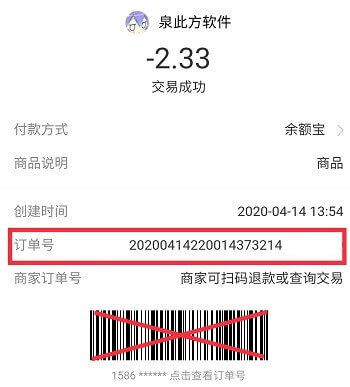 泉此方软件
-2.33
交易成功
付款方式 余额宝
商品说明 商品
创建时间 2020-04-14 13:54
订单号 20200414220014373214
商家订单号 商家可扫码退款或查询交易
1586 ****** 点击查看订单号